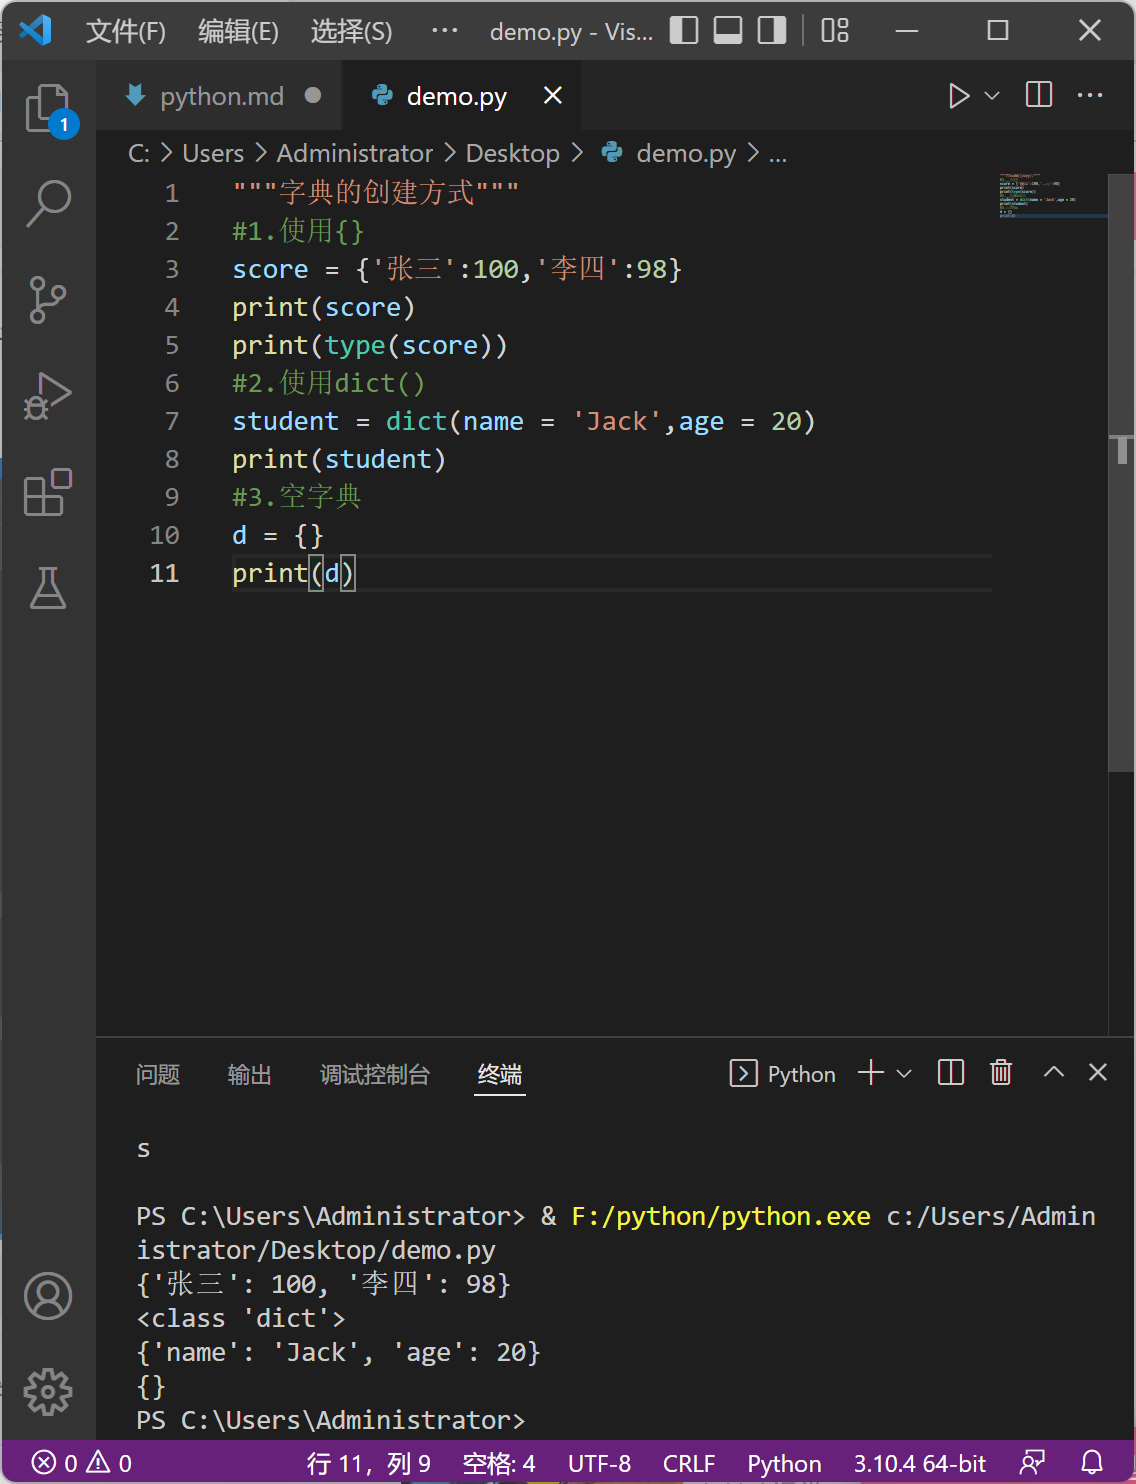 文件(F) 编辑(E) 选择(S) ··· demo.py - Vis...
1
python.md demo.py
C: > Users > Administrator > Desktop > demo.py > ...
1 """字典的创建方式"""
2 #1.使用{}
3 score = {'张三':100,'李四':98}
4 print(score)
5 print(type(score))
6 #2.使用dict()
7 student = dict(name = 'Jack',age = 20)
8 print(student)
9 #3.空字典
10 d = {}
11 print(d)
问题 输出 调试控制台 终端 Python
s
PS C:\Users\Administrator> & F:/python/python.exe c:/Users/Admin
istrator/Desktop/demo.py
{'张三': 100, '李四': 98}
<class 'dict'>
{'name': 'Jack', 'age': 20}
{}
PS C:\Users\Administrator>
0 0 行 11，列 9 空格: 4 UTF-8 CRLF Python 3.10.4 64-bit